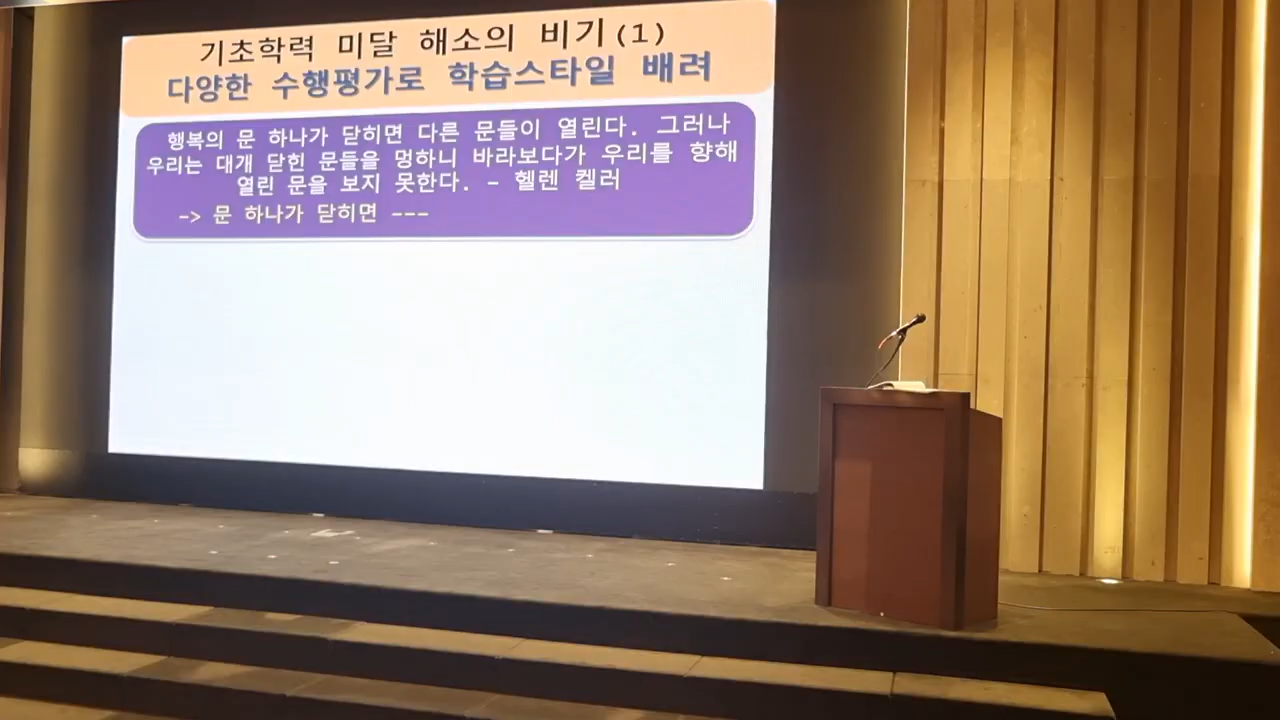 기초학력 미달 해소의 비기(1)
다양한 수행평가로 학습스타일 배려
행복의 문 하나가 닫히면 다른 문들이 열린다. 그러나
우리는 대개 닫힌 문들을 멍하니 바라보다가 우리를 향해
열린 문을 보지 못한다. - 헬렌 켈러
-> 문 하나가 닫히면 ---